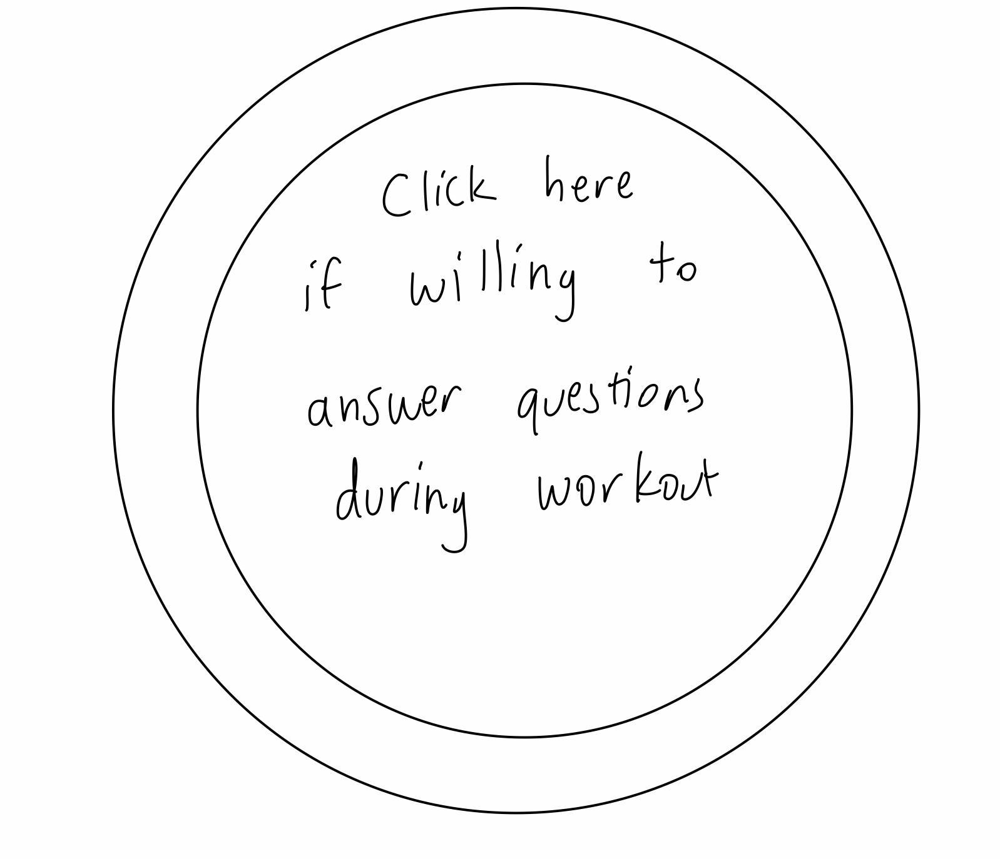 Click here
if willing to
answer questions
during workout